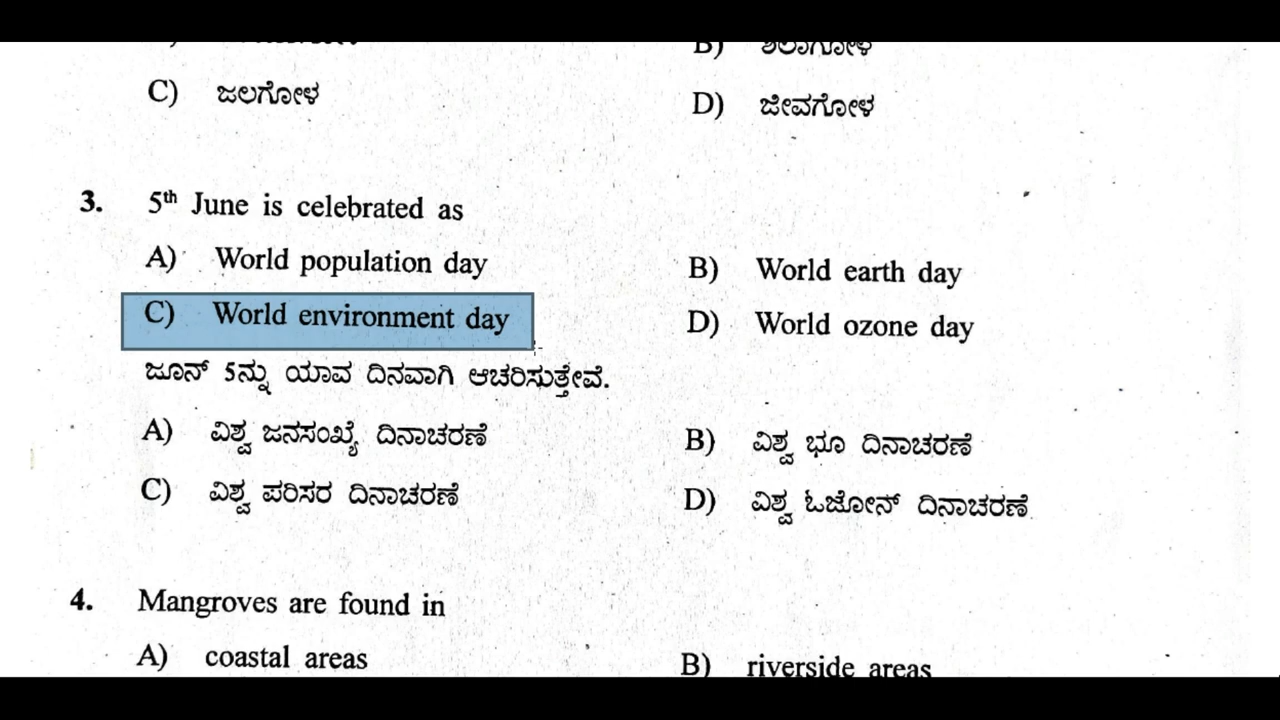 C) ಜಲಗೋಳ
D) ಜೀವಗೋಳ
3. 5th June is celebrated as
A) World population day
B) World earth day
C) World environment day
D) World ozone day
ಜೂನ್ 5ನ್ನು ಯಾವ ದಿನವಾಗಿ ಆಚರಿಸುತ್ತೇವೆ.
A) ವಿಶ್ವ ಜನಸಂಖ್ಯೆ ದಿನಾಚರಣೆ
B) ವಿಶ್ವ ಭೂ ದಿನಾಚರಣೆ
C) ವಿಶ್ವ ಪರಿಸರ ದಿನಾಚರಣೆ
D) ವಿಶ್ವ ಓಜೋನ್ ದಿನಾಚರಣೆ
4. Mangroves are found in
A) coastal areas
B) riverside areas